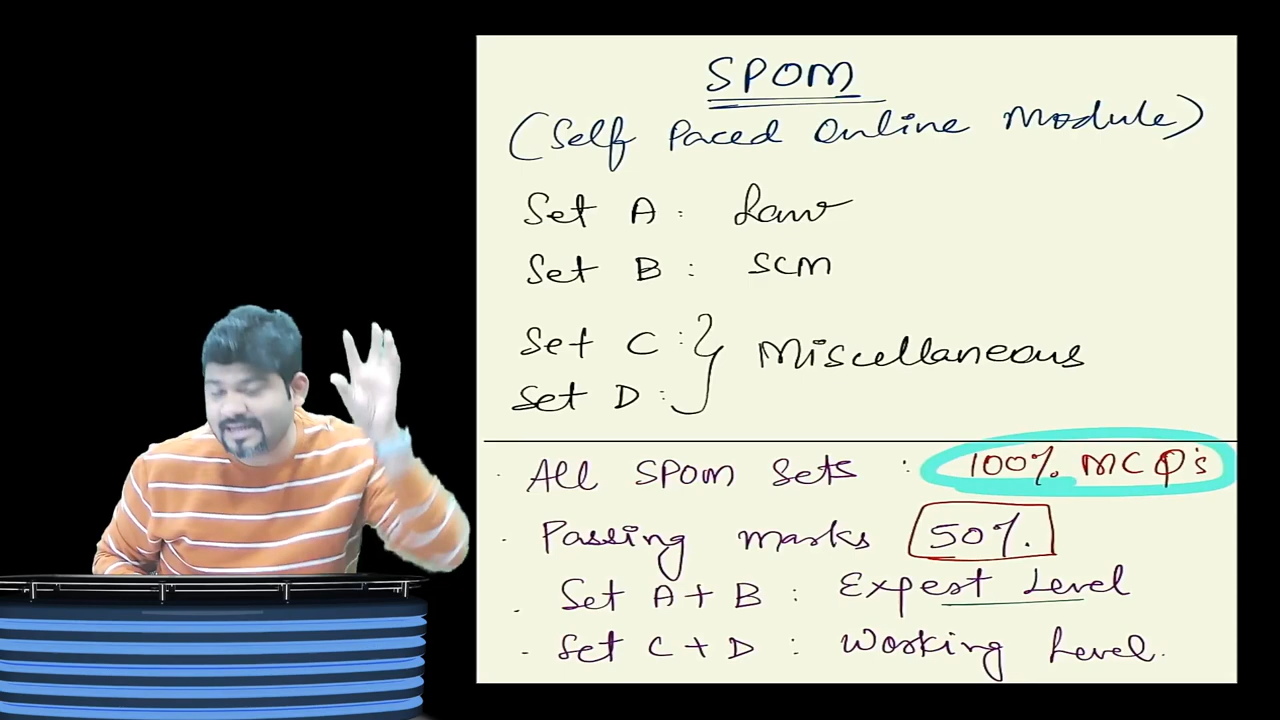 SPOM
(Self Paced Online Module)
Set A : Law
Set B : SCM
Set C :
Set D :
} Miscellaneous
· All SPOM Sets : 100% MCQ's
· Passing marks 50%.
· Set A + B : Expert Level
- Set C + D : Working Level.